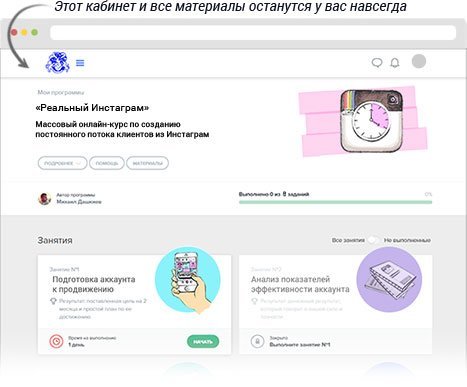 Этот кабинет и все материалы останутся у вас навсегда
Мои программы
«Реальный Инстаграм»
Массовый онлайн-курс по созданию
постоянного потока клиентов из Инстаграм
ПОДРОБНЕЕ
ПОМОЩЬ
МАТЕРИАЛЫ
Автор программы
Михаил Дашкиев
Выполнено 0 из 8 заданий
0%
Занятия
Все занятия
Не выполненные
Занятие №1
Подготовка аккаунта
к продвижению
Результат: поставленная цель на 2
месяца и простой план по ее
достижению
Время на выполнение
1 день
НАЧАТЬ
Занятие №2
Анализ показателей
эффективности аккаунта
Закрыто
Выполните занятие №1